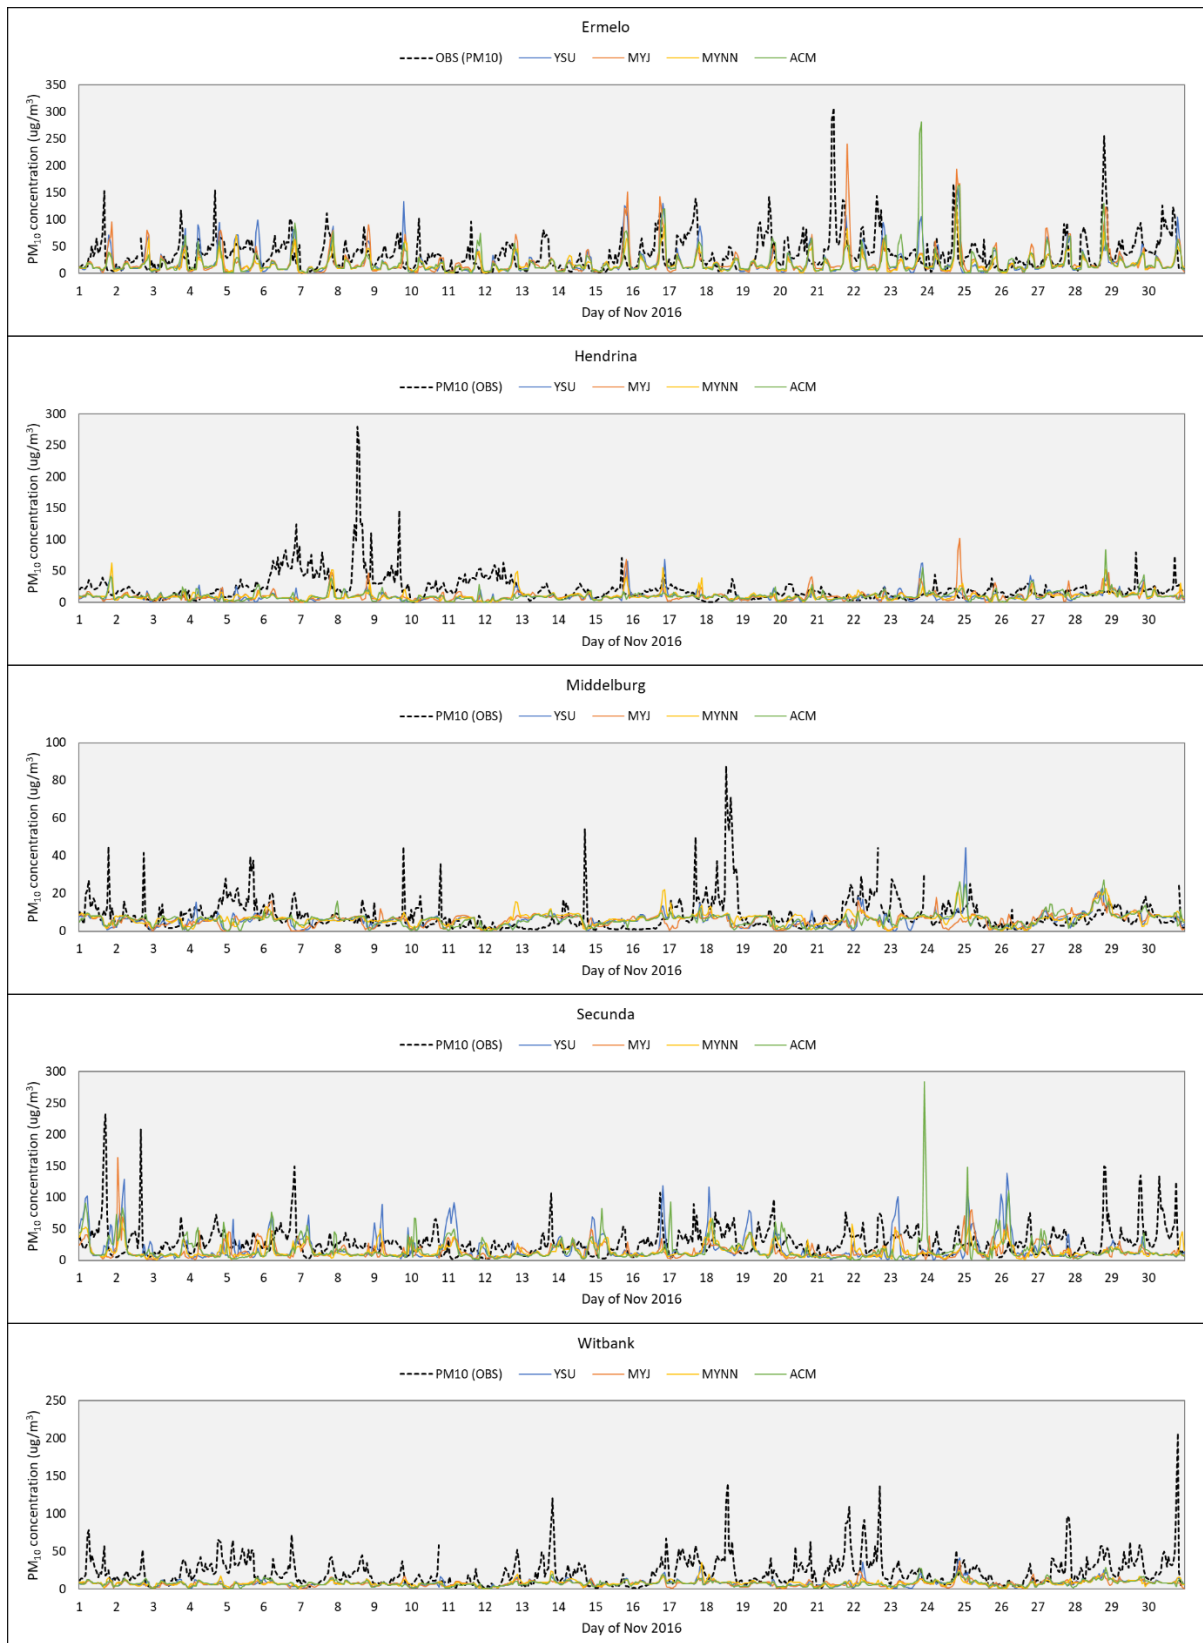 Ermelo
OBS (PM10) YSU MYJ MYNN ACM
PM10 concentration (ug/m3)
350
300
250
200
150
100
50
0
1 2 3 4 5 6 7 8 9 10 11 12 13 14 15 16 17 18 19 20 21 22 23 24 25 26 27 28 29 30
Day of Nov 2016
Hendrina
PM10 (OBS) YSU MYJ MYNN ACM
PM10 concentration (ug/m3)
300
250
200
150
100
50
0
1 2 3 4 5 6 7 8 9 10 11 12 13 14 15 16 17 18 19 20 21 22 23 24 25 26 27 28 29 30
Day of Nov 2016
Middelburg
PM10 (OBS) YSU MYJ MYNN ACM
PM10 concentration (ug/m3)
100
80
60
40
20
0
1 2 3 4 5 6 7 8 9 10 11 12 13 14 15 16 17 18 19 20 21 22 23 24 25 26 27 28 29 30
Day of Nov 2016
Secunda
PM10 (OBS) YSU MYJ MYNN ACM
PM10 concentration (ug/m3)
300
250
200
150
100
50
0
1 2 3 4 5 6 7 8 9 10 11 12 13 14 15 16 17 18 19 20 21 22 23 24 25 26 27 28 29 30
Day of Nov 2016
Witbank
PM10 (OBS) YSU MYJ MYNN ACM
PM10 concentration (ug/m3)
250
200
150
100
50
0
1 2 3 4 5 6 7 8 9 10 11 12 13 14 15 16 17 18 19 20 21 22 23 24 25 26 27 28 29 30
Day of Nov 2016